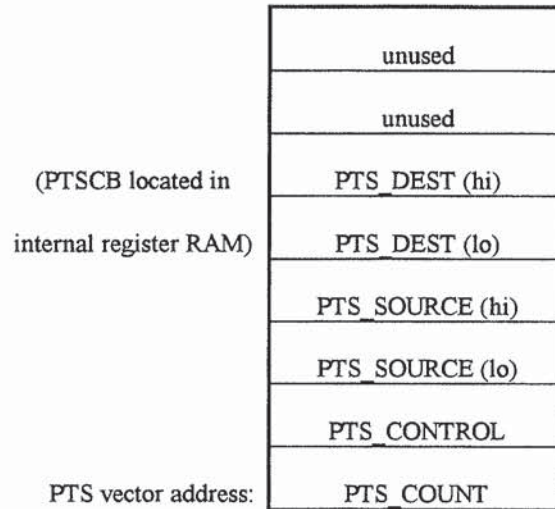 unused
unused
(PTSCB located in PTS_DEST (hi)
internal register RAM) PTS_DEST (lo)
PTS_SOURCE (hi)
PTS_SOURCE (lo)
PTS_CONTROL
PTS vector address: PTS_COUNT